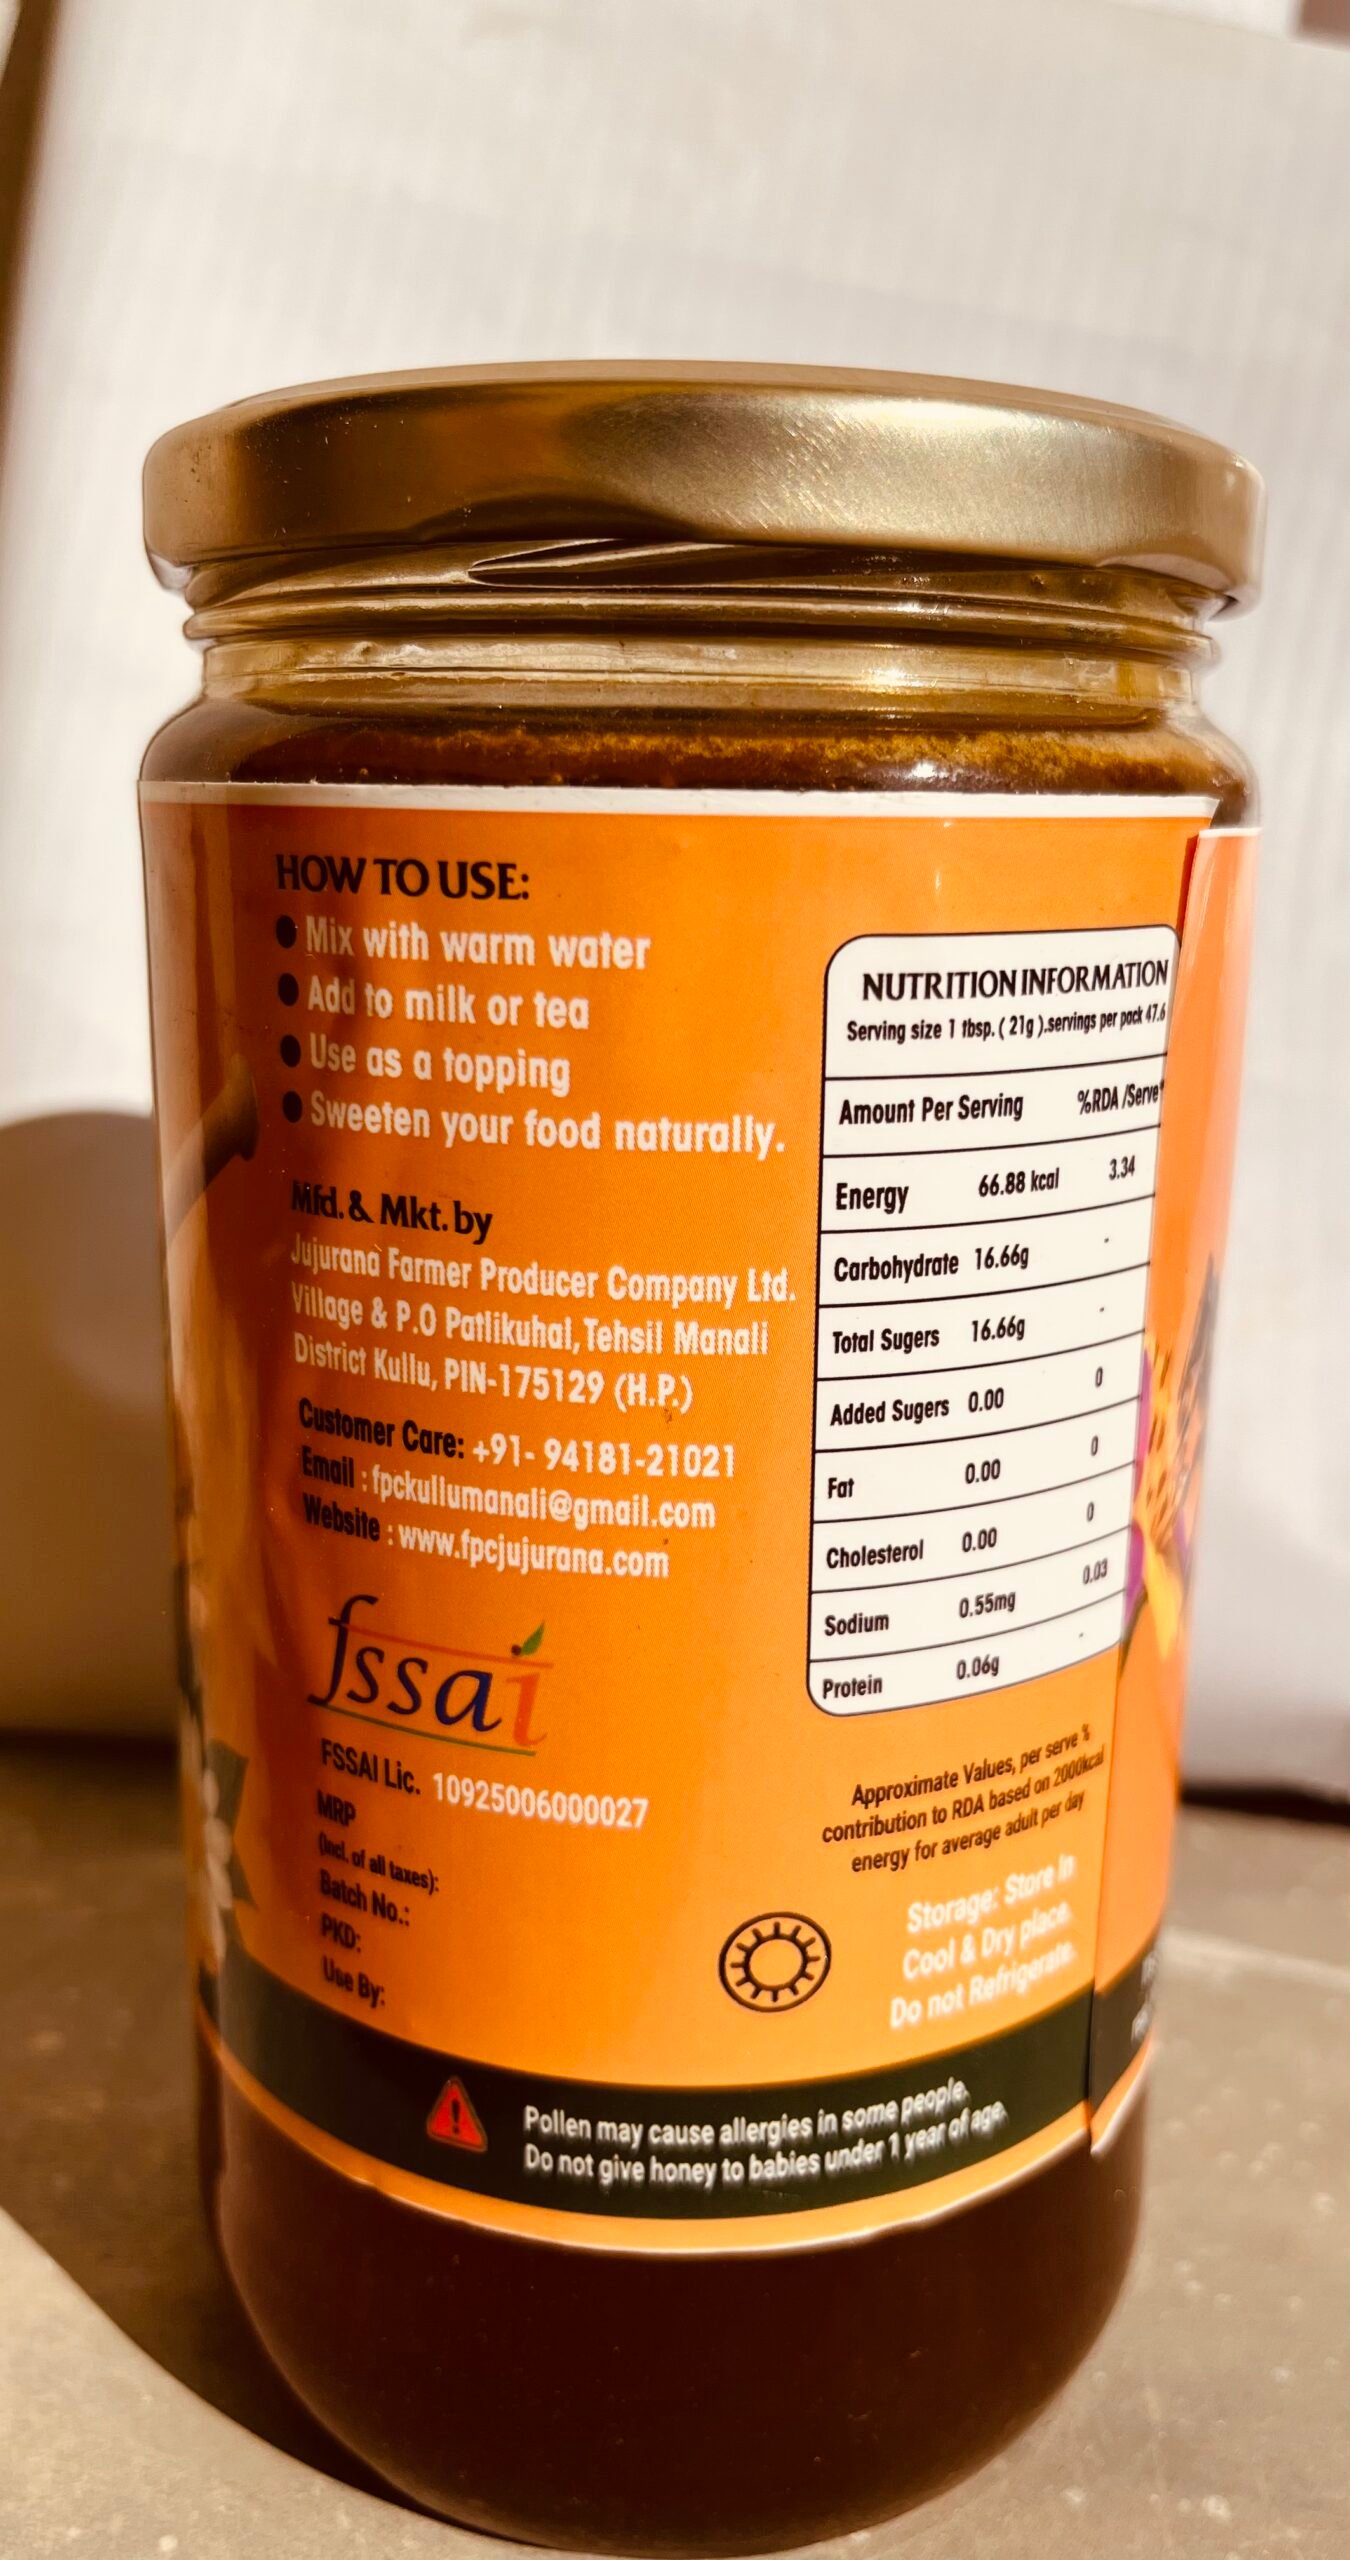 HOW TO USE:
● Mix with warm water
● Add to milk or tea
● Use as a topping
● Sweeten your food naturally.
Mfd. & Mkt. by
Jujurana Farmer Producer Company Ltd.
Village & P.O Patlikuhal, Tehsil Manali
District Kullu, PIN-175129 (H.P.)
Customer Care: +91- 94181-21021
Email : fpckullumanali@gmail.com
Website : www.fpcjujurana.com
fssai
FSSAI Lic. 10925006000027
MRP
(Incl. of all taxes):
Batch No.:
PKD:
Use By:
NUTRITION INFORMATION
Serving size 1 tbsp. ( 21g ).servings per pack 47.6
Amount Per Serving %RDA /Serve*
Energy 66.88 kcal 3.34
Carbohydrate 16.66g -
Total Sugers 16.66g -
Added Sugers 0.00 0
Fat 0.00 0
Cholesterol 0.00 0
Sodium 0.55mg 0.03
Protein 0.06g -
Approximate Values, per serve %
contribution to RDA based on 2000kcal
energy for average adult per day
Storage: Store in
Cool & Dry place.
Do not Refrigerate.
Pollen may cause allergies in some people.
Do not give honey to babies under 1 year of age.